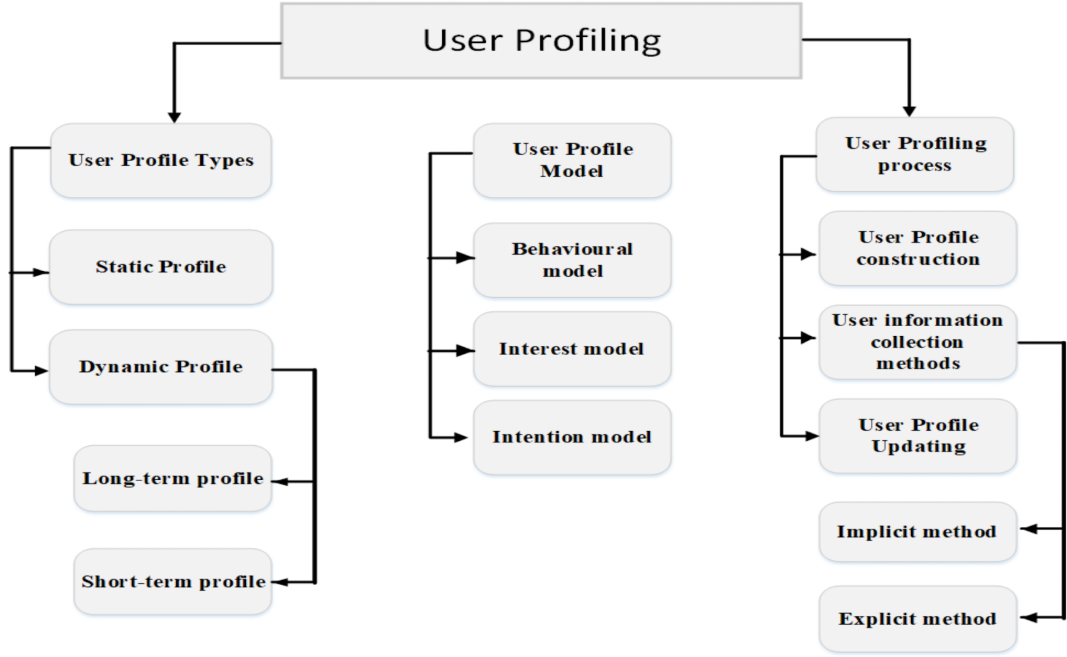 User Profiling
User Profile Types
Static Profile
Dynamic Profile
Long-term profile
Short-term profile
User Profile
Model
Behavioural
model
Interest model
Intention model
User Profiling
process
User Profile
construction
User information
collection
methods
User Profile
Updating
Implicit method
Explicit method